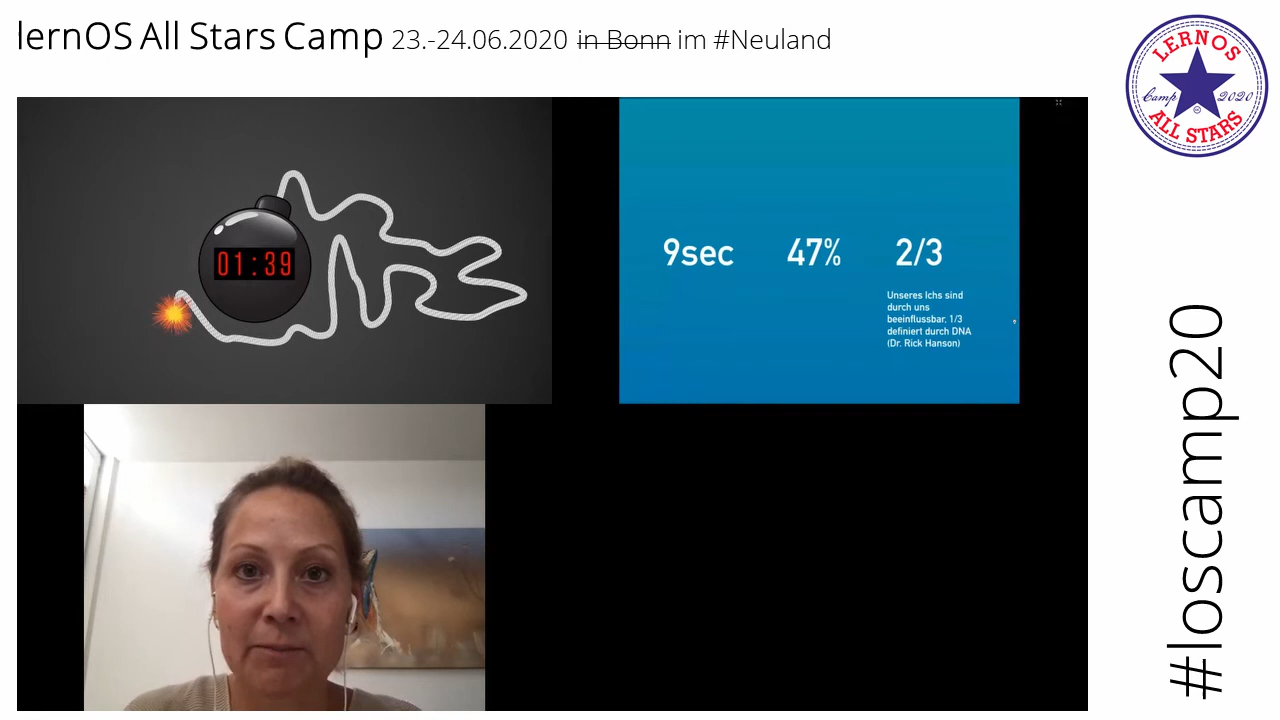 lernOS All Stars Camp 23.-24.06.2020 in Bonn im #Neuland
LERNOS
Camp 2020
ALL STARS
01:39
9sec 47% 2/3
Unseres Ichs sind
durch uns
beeinflussbar. 1/3
definiert durch DNA
(Dr. Rick Hanson)
#loscamp20